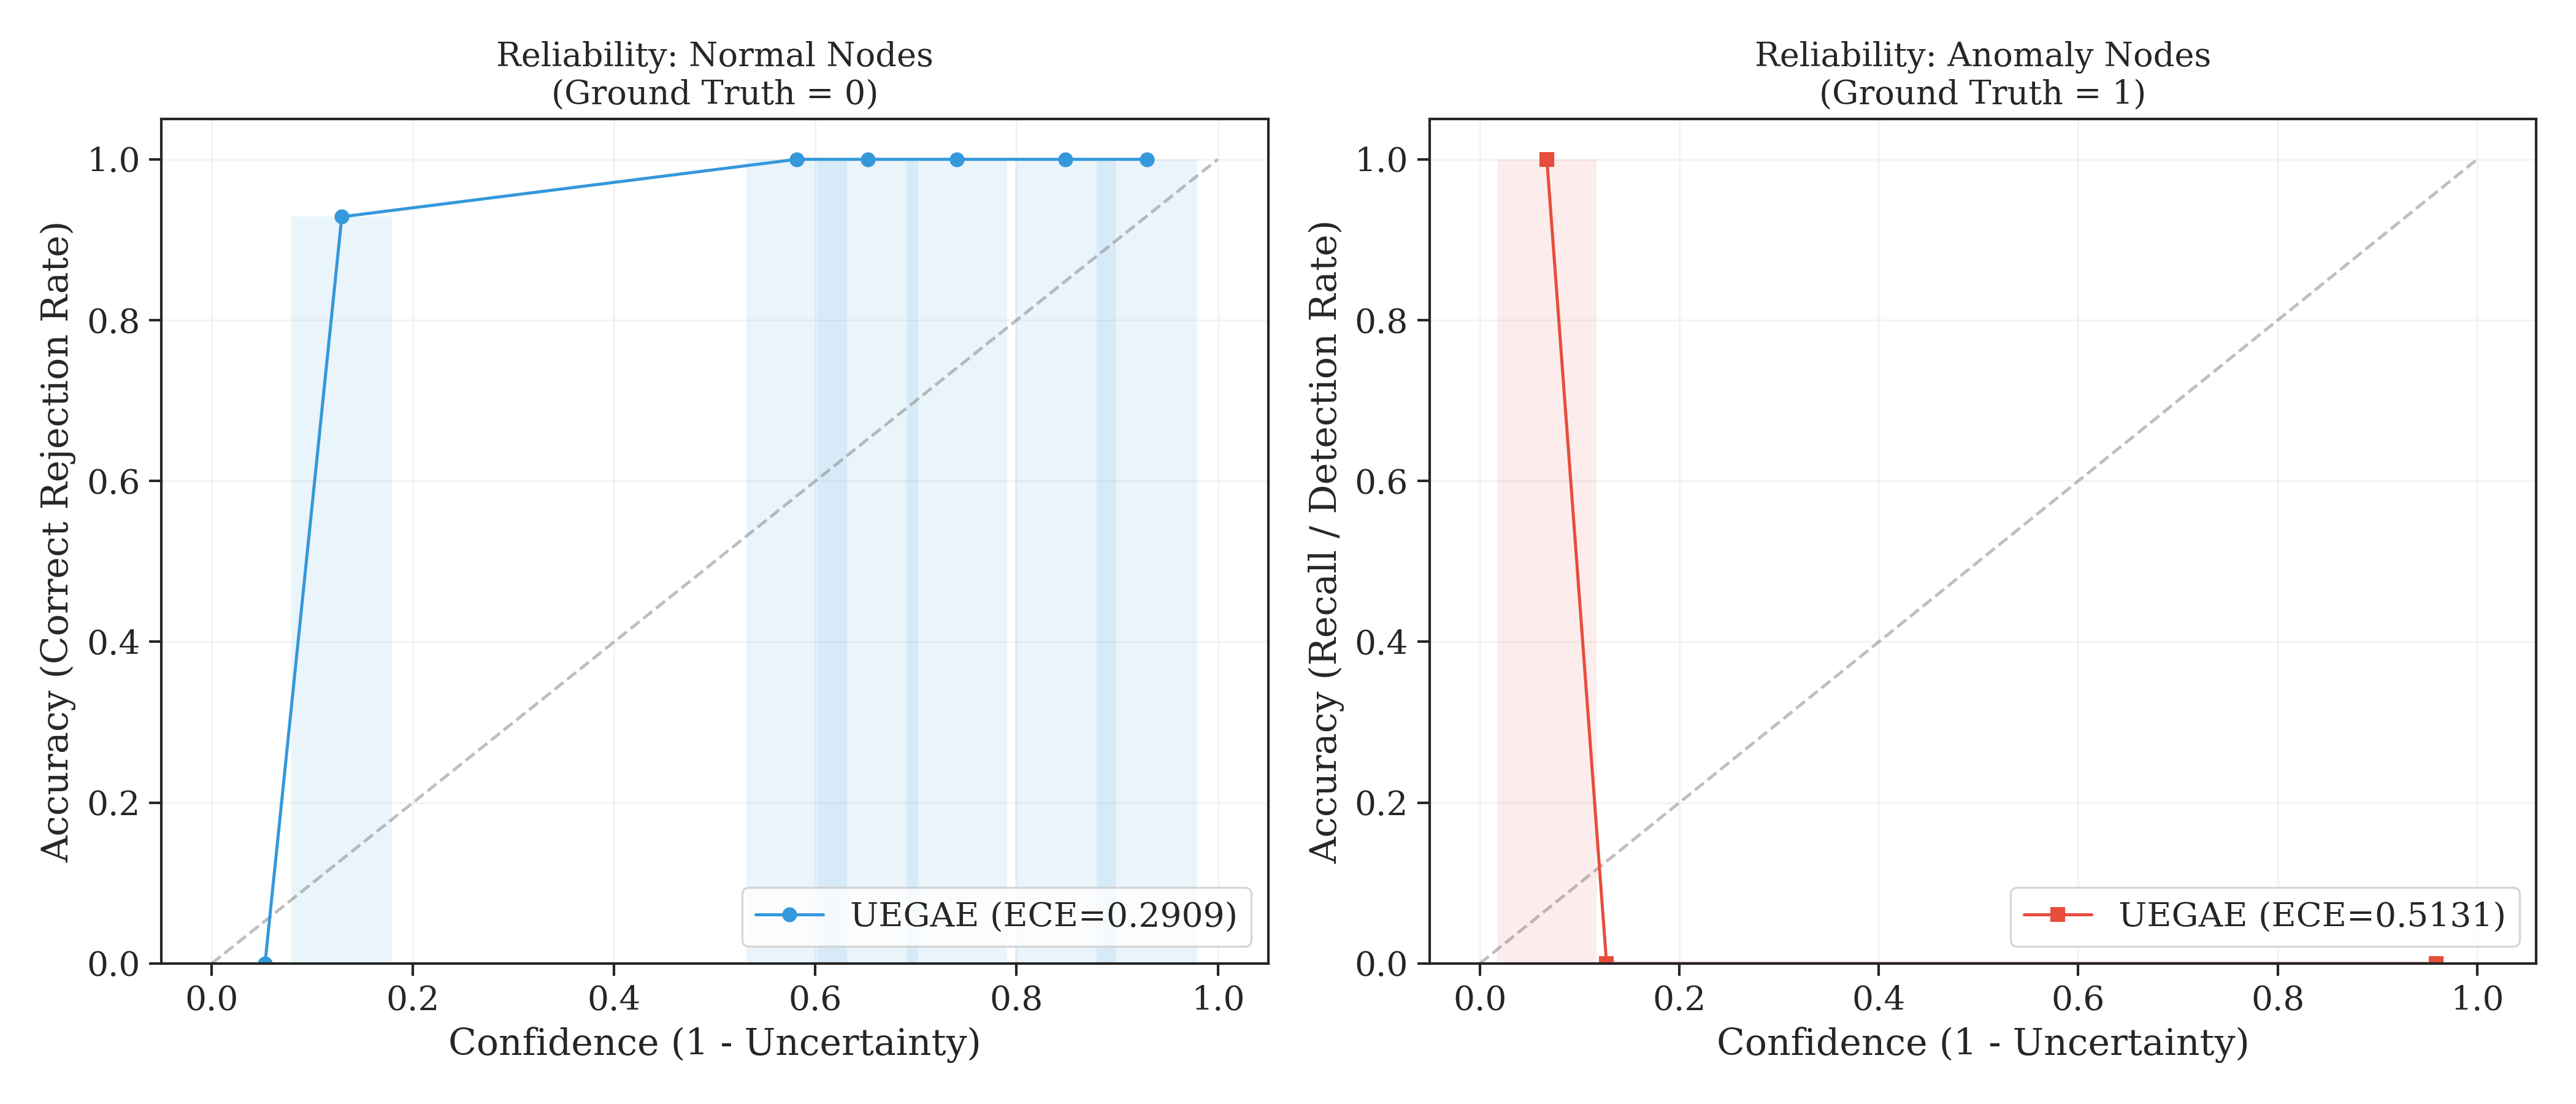 Reliability: Normal Nodes
(Ground Truth = 0)
Accuracy (Correct Rejection Rate)
1.0
0.8
0.6
0.4
0.2
0.0
0.0 0.2 0.4 0.6 0.8 1.0
Confidence (1 - Uncertainty)
UEGAE (ECE=0.2909)
Reliability: Anomaly Nodes
(Ground Truth = 1)
Accuracy (Recall / Detection Rate)
1.0
0.8
0.6
0.4
0.2
0.0
0.0 0.2 0.4 0.6 0.8 1.0
Confidence (1 - Uncertainty)
UEGAE (ECE=0.5131)